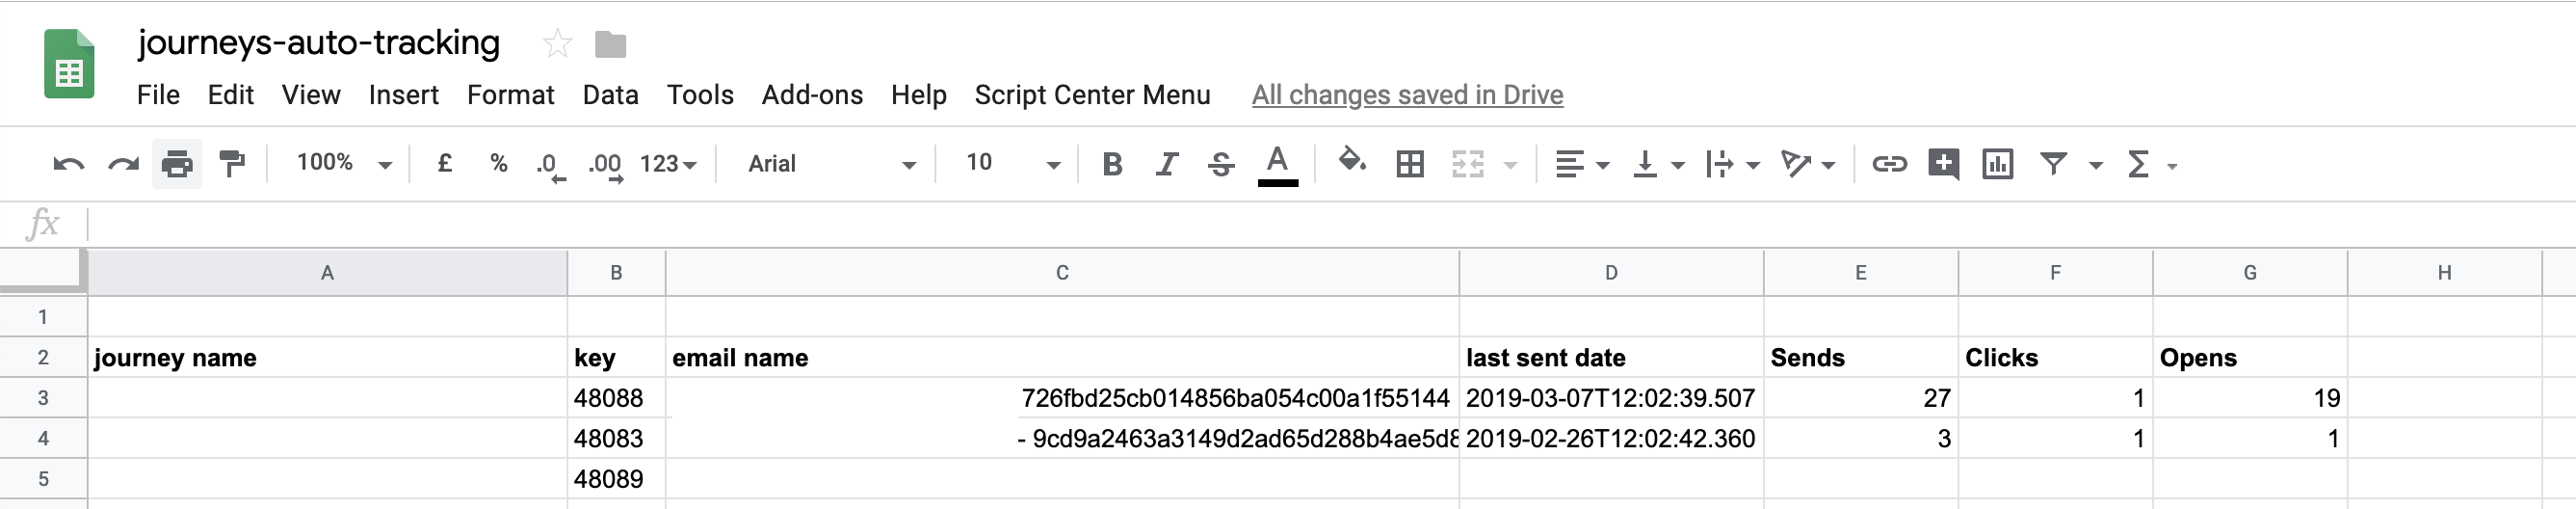 journeys-auto-tracking
File Edit View Insert Format Data Tools Add-ons Help Script Center Menu All changes saved in Drive
100% £ % .0 .00 123 Arial 10 B I S A Σ
fx
A B C D E F G H
1
2 journey name key email name last sent date Sends Clicks Opens
3 48088 726fbd25cb014856ba054c00a1f55144 2019-03-07T12:02:39.507 27 1 19
4 48083 - 9cd9a2463a3149d2ad65d288b4ae5d8 2019-02-26T12:02:42.360 3 1 1
5 48089